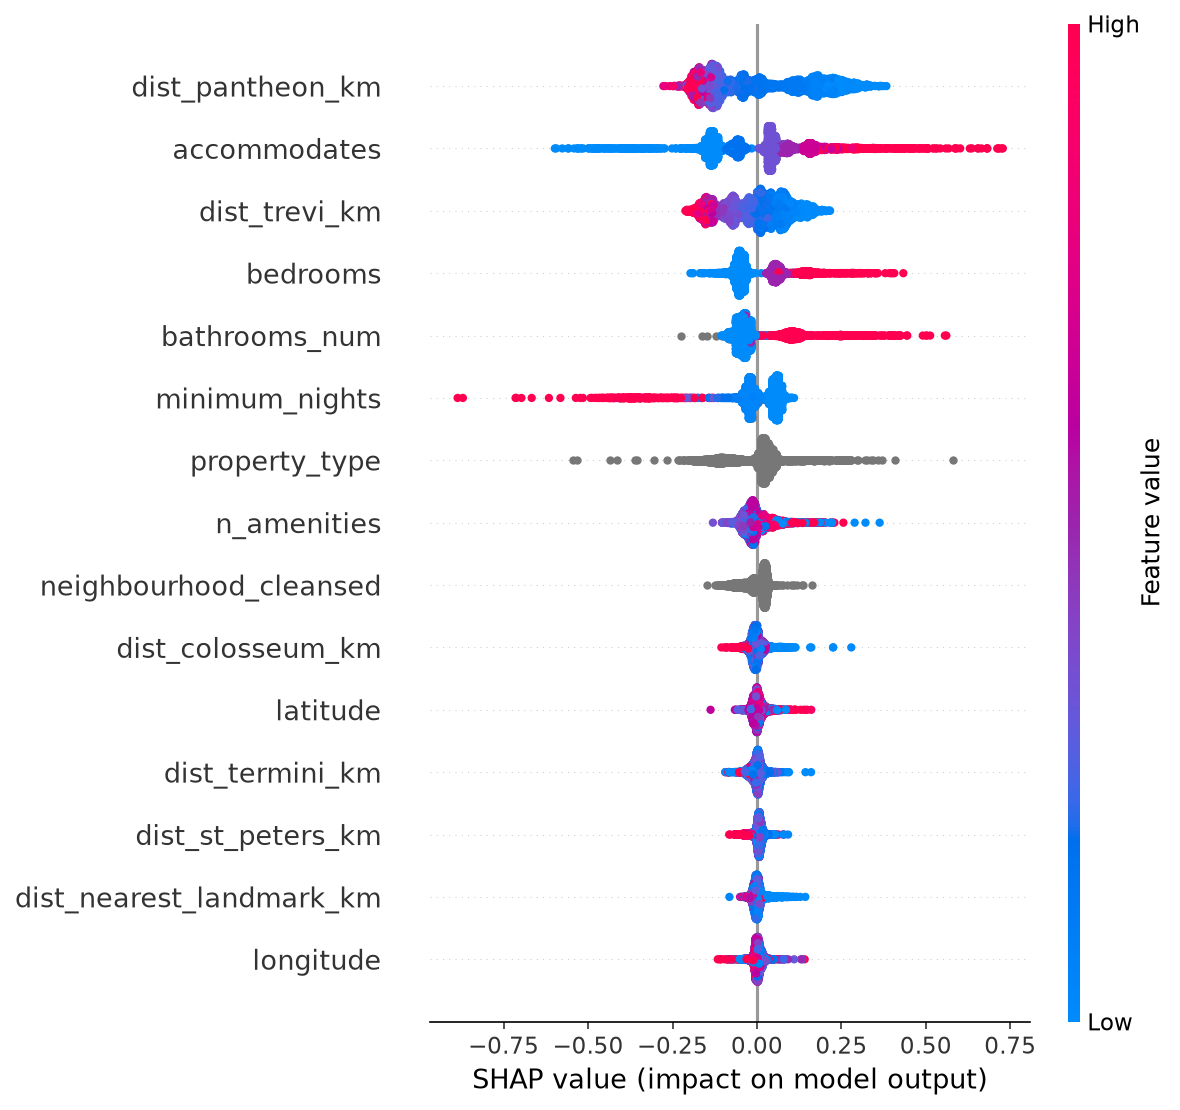 High
dist_pantheon_km
accommodates
dist_trevi_km
bedrooms
bathrooms_num
minimum_nights
property_type
n_amenities
neighbourhood_cleansed
dist_colosseum_km
latitude
dist_termini_km
dist_st_peters_km
dist_nearest_landmark_km
longitude
Feature value
Low
−0.75 −0.50 −0.25 0.00 0.25 0.50 0.75
SHAP value (impact on model output)